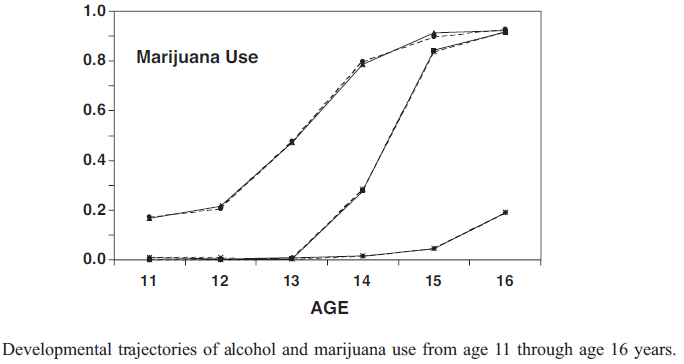 1.0
Marijuana Use
0.8
0.6
0.4
0.2
0.0
11 12 13 14 15 16
AGE
Developmental trajectories of alcohol and marijuana use from age 11 through age 16 years.